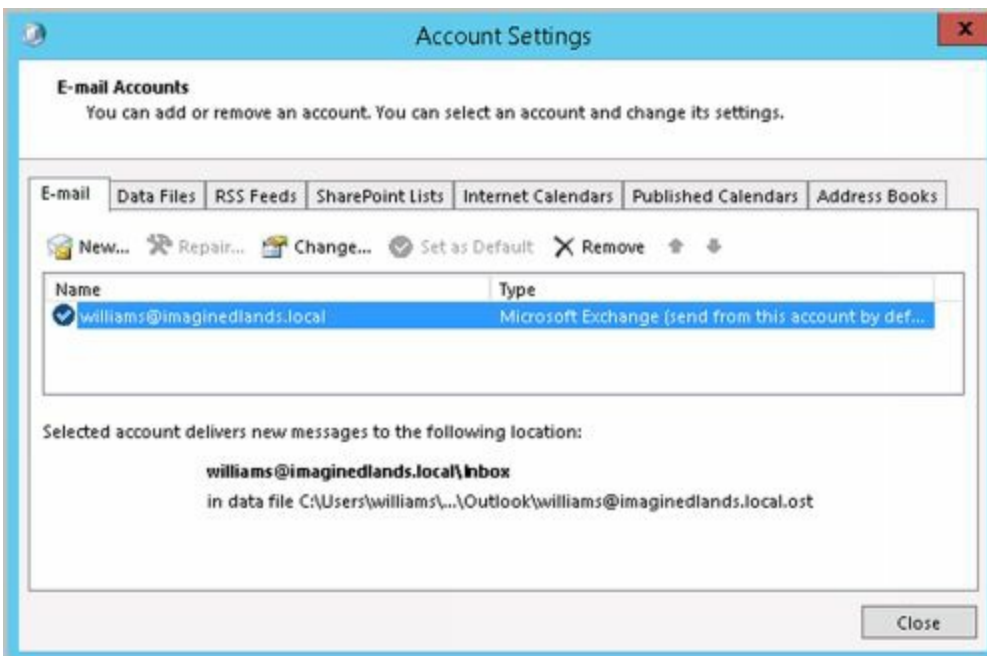 Account Settings
x
E-mail Accounts
You can add or remove an account. You can select an account and change its settings.
E-mail Data Files RSS Feeds SharePoint Lists Internet Calendars Published Calendars Address Books
New... Repair... Change... Set as Default Remove
Name Type
williams@imaginedlands.local Microsoft Exchange (send from this account by def...
Selected account delivers new messages to the following location:
williams@imaginedlands.local\Inbox
in data file C:\Users\williams\...\Outlook\williams@imaginedlands.local.ost
Close